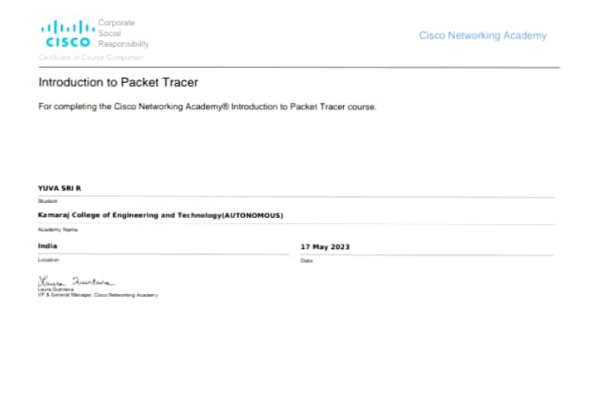 Corporate
Social
Responsibility
CISCO
Cisco Networking Academy
Certificate of Course Completion
Introduction to Packet Tracer
For completing the Cisco Networking Academy® Introduction to Packet Tracer course.
YUVA SRI R
Student
Kamaraj College of Engineering and Technology(AUTONOMOUS)
Academy Name
India
17 May 2023
Location
Date
Laura Quintana
Laura Quintana
VP & General Manager, Cisco Networking Academy